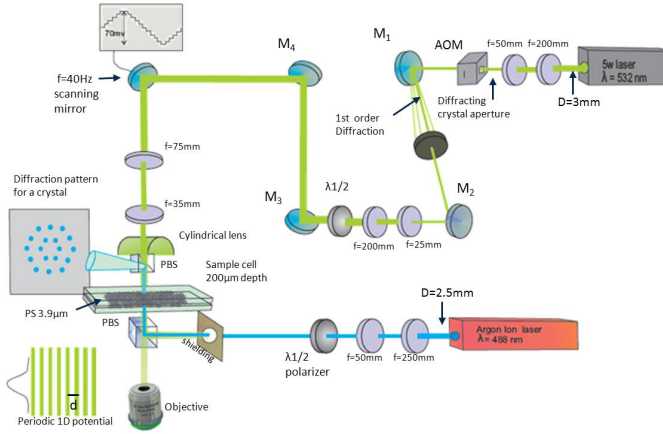 70mv
f=40Hz
scanning
mirror
M4
M1
AOM
f=50mm
f=200mm
5w laser
λ = 532 nm
1st order
Diffraction
Diffracting
crystal aperture
D=3mm
f=75mm
Diffraction pattern
for a crystal
f=35mm
M3
λ1/2
M2
f=200mm
f=25mm
Cylindrical lens
PBS
Sample cell
200μm depth
PS 3.9μm
PBS
D=2.5mm
shielding
Argon Ion laser
λ = 488 nm
λ1/2
polarizer
f=50mm
f=250mm
d
Periodic 1D potential
Objective